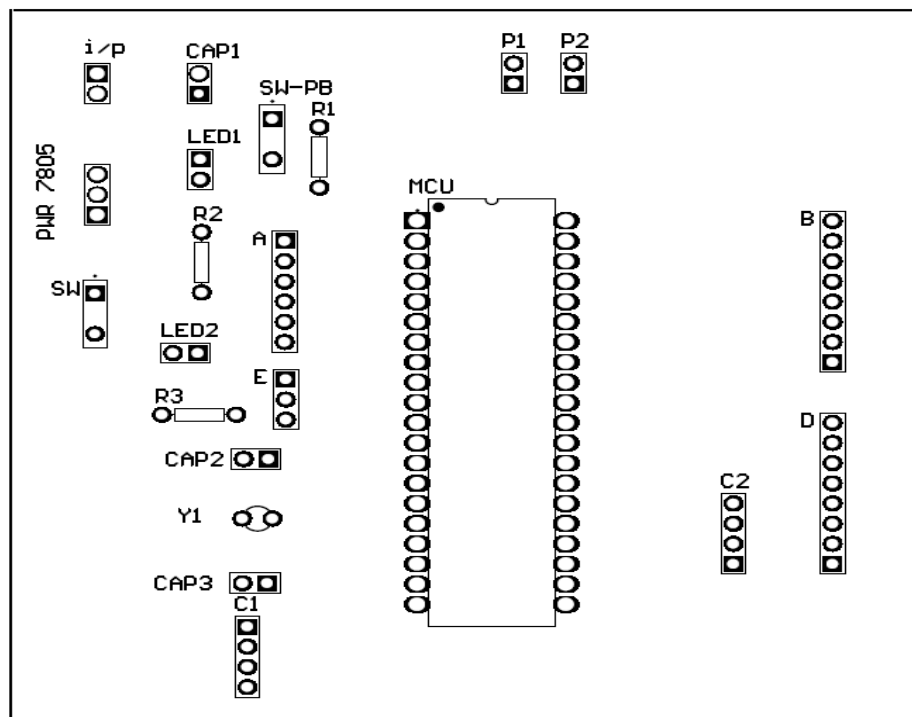 i/p
CAP1
P1
P2
SW-PB
R1
LED1
PWR 7805
MCU
R2
B
A
SW
LED2
E
R3
D
CAP2
C2
Y1
CAP3
C1